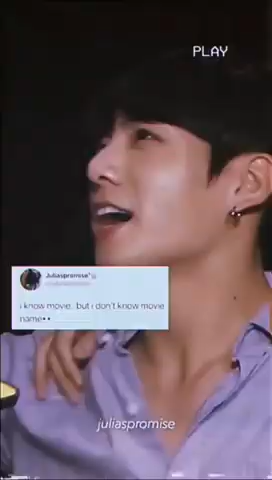 PLAY
Juliaspromise
i know movie.. but i don't know movie
name••
juliaspromise